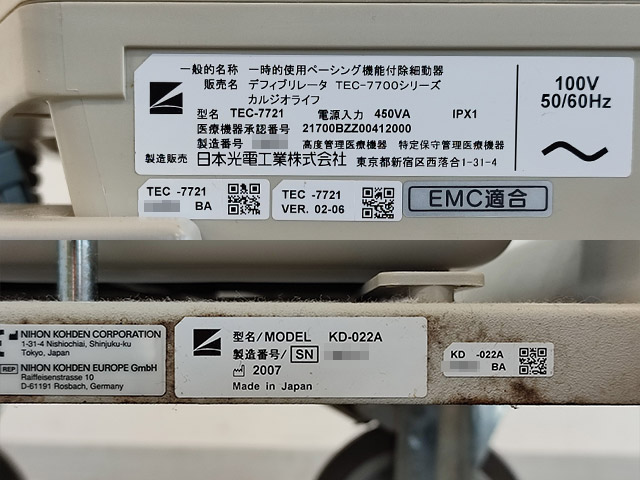 一般的名称 一時的使用ペーシング機能付除細動器
販売名 デフィブリレータ TEC-7700シリーズ
カルジオライフ
型名 TEC-7721 電源入力 450VA IPX1
医療機器承認番号 21700BZZ00412000
製造番号 高度管理医療機器 特定保守管理医療機器
製造販売 日本光電工業株式会社 東京都新宿区西落合1-31-4
100V
50/60Hz
TEC -7721
BA
TEC -7721
VER. 02-06
EMC適合
NIHON KOHDEN CORPORATION
1-31-4 Nishiochiai, Shinjuku-ku
Tokyo, Japan
REP NIHON KOHDEN EUROPE GmbH
Raiffeisenstrasse 10
D-61191 Rosbach, Germany
型名/MODEL KD-022A
製造番号/ SN
2007
Made in Japan
KD -022A
BA